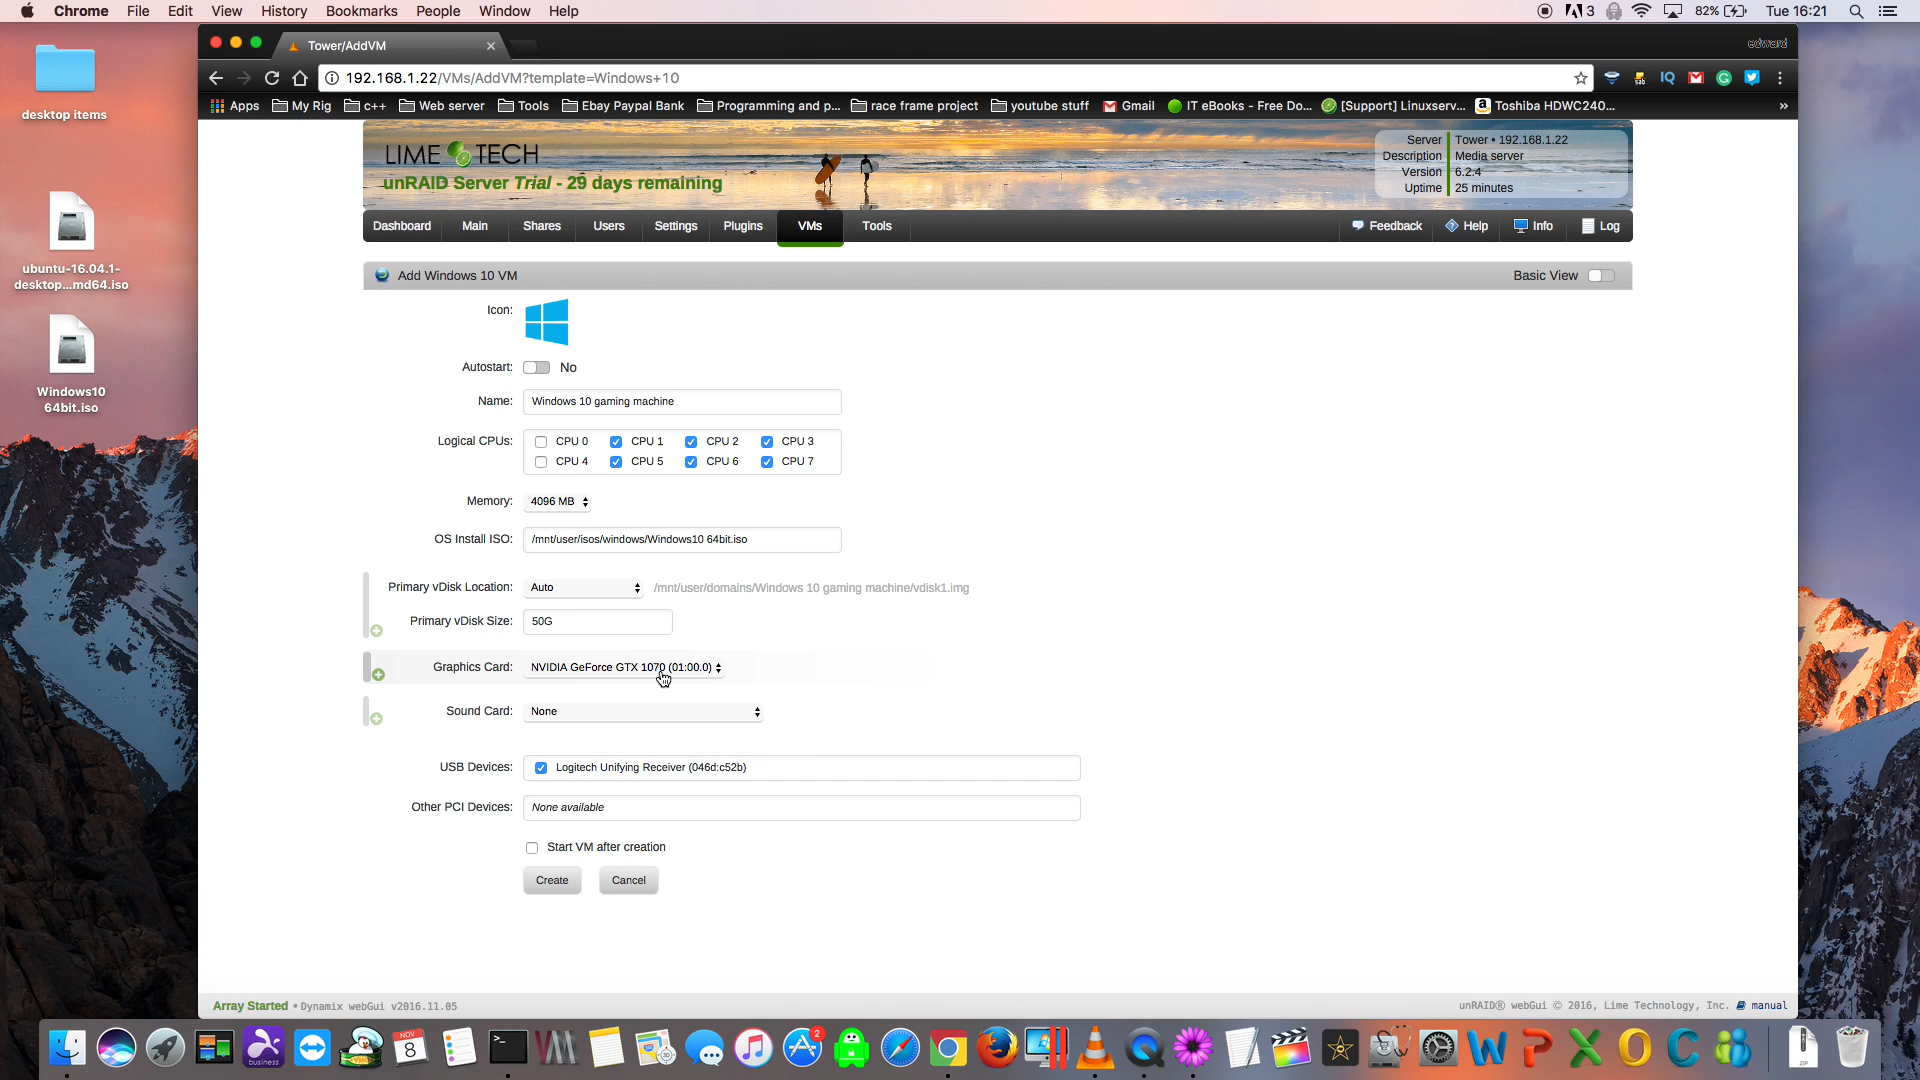 Chrome File Edit View History Bookmarks People Window Help
3 82% Tue 16:21
desktop items
ubuntu-16.04.1-
desktop...md64.iso
Windows10
64bit.iso
Tower/AddVM
edward
192.168.1.22/VMs/AddVM?template=Windows+10
Apps My Rig c++ Web server Tools Ebay Paypal Bank Programming and p... race frame project youtube stuff Gmail IT eBooks - Free Do... [Support] Linuxserv... Toshiba HDWC240... »
LIME TECH
unRAID Server Trial - 29 days remaining
Server Tower • 192.168.1.22
Description Media server
Version 6.2.4
Uptime 25 minutes
Dashboard Main Shares Users Settings Plugins VMs Tools Feedback Help Info Log
Add Windows 10 VM
Basic View
Icon:
Autostart: No
Name: Windows 10 gaming machine
Logical CPUs: CPU 0 CPU 1 CPU 2 CPU 3
CPU 4 CPU 5 CPU 6 CPU 7
Memory: 4096 MB
OS Install ISO: /mnt/user/isos/windows/Windows10 64bit.iso
Primary vDisk Location: Auto /mnt/user/domains/Windows 10 gaming machine/vdisk1.img
Primary vDisk Size: 50G
Graphics Card: NVIDIA GeForce GTX 1070 (01:00.0)
Sound Card: None
USB Devices: Logitech Unifying Receiver (046d:c52b)
Other PCI Devices: None available
Start VM after creation
Create Cancel
Array Started • Dynamix webGui v2016.11.05
unRAID® webGui © 2016, Lime Technology, Inc. manual
business
NOV
8
2
ZIP